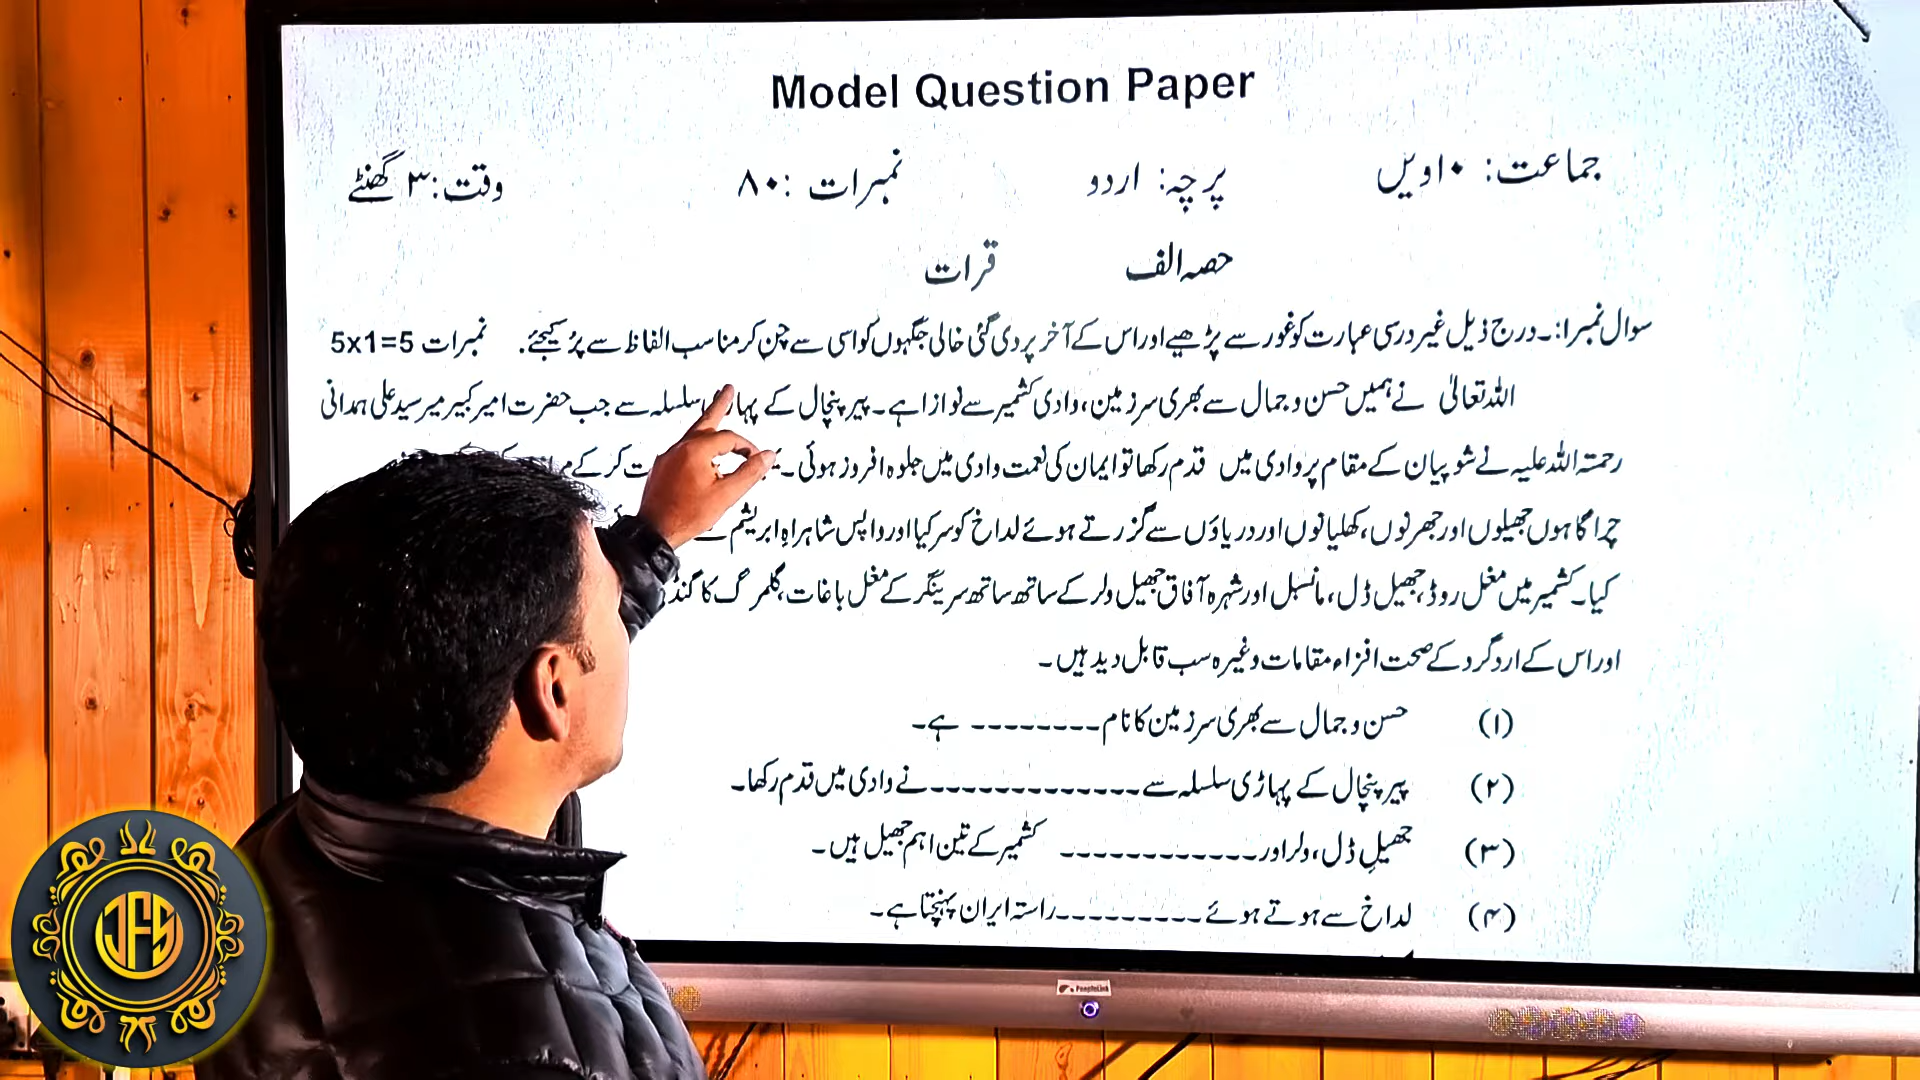 Model Question Paper
جماعت: ۱۰ویں پرچہ: اردو نمبرات: ۸۰ وقت: ۳ گھنٹے
حصہ الف قرات
سوال نمبر۱:۔ درج ذیل غیر درسی عبارت کو غور سے پڑھیے اور اس کے آخر پر دی گئی خالی جگہوں کو اسی سے چن کر مناسب الفاظ سے پُر کیجئے. نمبرات 5x1=5
اللہ تعالیٰ نے ہمیں حسن و جمال سے بھری سرزمین، وادی کشمیر سے نوازا ہے۔ پیر پنچال کے سلسلہ سے جب حضرت امیر کبیر میر سید علی ہمدانی
رحمتہ اللہ علیہ نے شوپیان کے مقام پر وادی میں قدم رکھا تو ایمان کی نعمت وادی میں جلوہ افروز ہوئی۔ کر کے
چراگاہوں جھیلوں اور جھرنوں، کھلیانوں اور دریاؤں سے گزرتے ہوئے لداخ کو سر کیا اور واپس شاہراہ ابریشم
کیا۔ کشمیر میں مغل روڈ، جھیل ڈل، مانسبل اور شہرہ آفاق جھیل ولر کے ساتھ ساتھ سرینگر کے مغل باغات، گلمرگ کا
اور اس کے ارد گرد کے صحت افزاء مقامات وغیرہ سب قابل دید ہیں۔
(۱) حسن و جمال سے بھری سرزمین کا نام -------- ہے۔
(۲) پیر پنچال کے پہاڑی سلسلہ سے ------------- نے وادی میں قدم رکھا۔
(۳) جھیلِ ڈل، ولر اور ------------ کشمیر کے تین اہم جھیل ہیں۔
(۴) لداخ سے ہوتے ہوئے --------- راستہ ایران پہنچتا ہے۔
PeopleLink
JFS